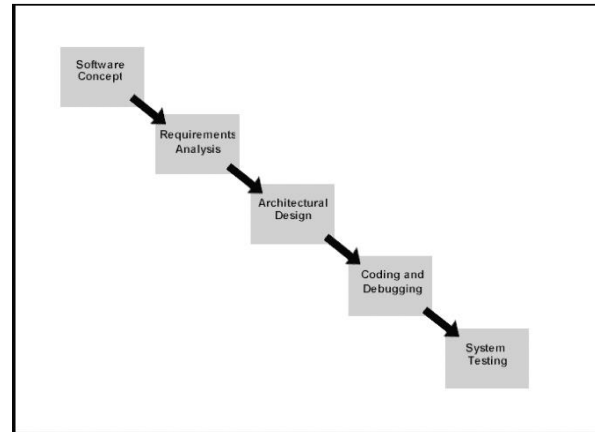 Software
Concept
Requirements
Analysis
Architectural
Design
Coding and
Debugging
System
Testing